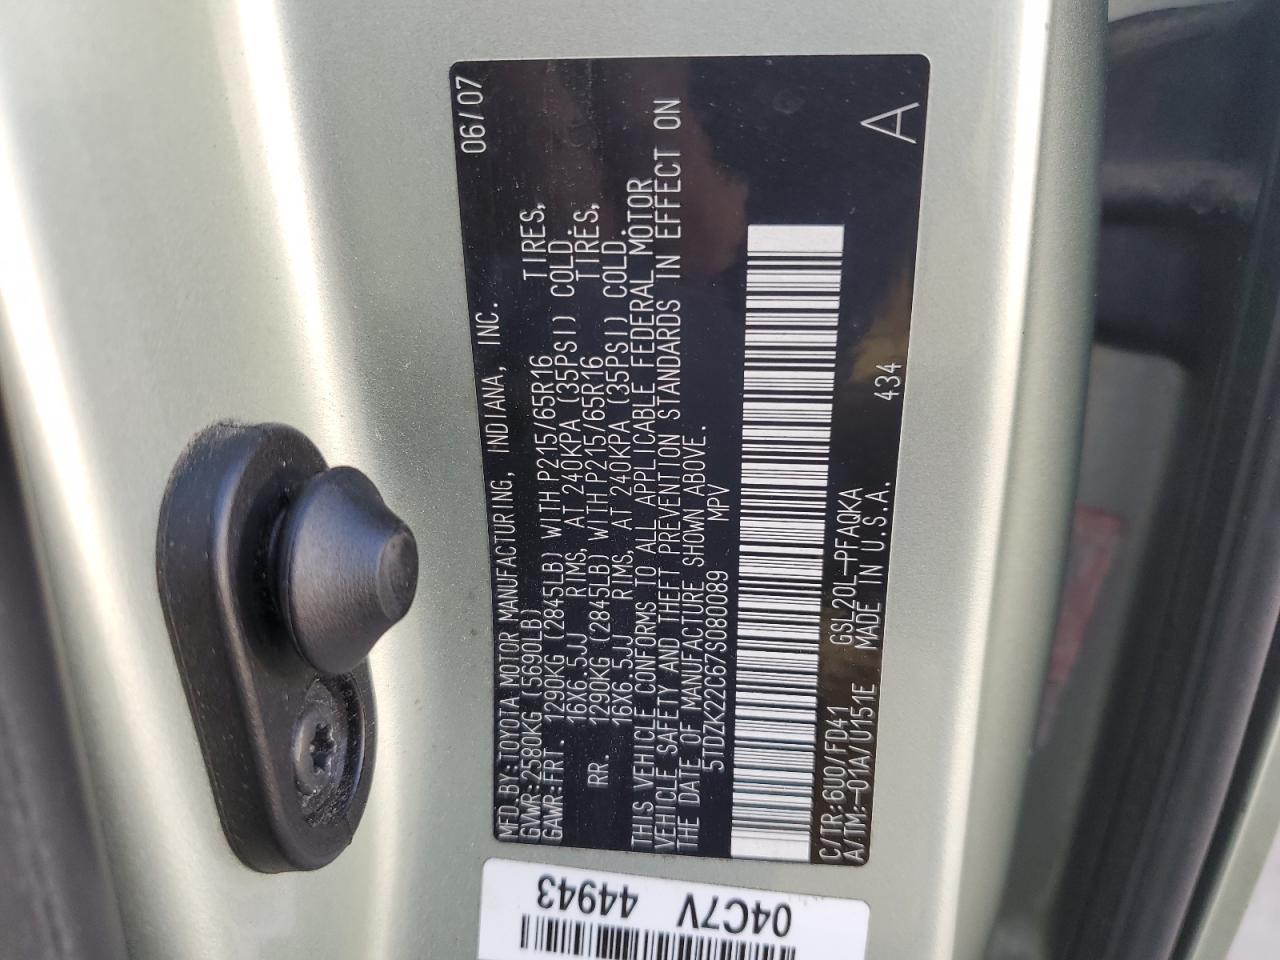 MFD.BY:TOYOTA MOTOR MANUFACTURING, INDIANA, INC. 06/07
GVWR:2580KG (5690LB)
GAWR:FRT. 1290KG (2845LB) WITH P215/65R16 TIRES,
16X6.5JJ RIMS, AT 240KPA (35PSI) COLD.
RR. 1290KG (2845LB) WITH P215/65R16 TIRES,
16X6.5JJ RIMS, AT 240KPA (35PSI) COLD.
THIS VEHICLE CONFORMS TO ALL APPLICABLE FEDERAL MOTOR
VEHICLE SAFETY AND THEFT PREVENTION STANDARDS IN EFFECT ON
THE DATE OF MANUFACTURE SHOWN ABOVE.
5TDZK22C67S080089 MPV
C/TR:6U0/FD41 GSL20L-PFAQKA
A/TM:-01A/U151E MADE IN U.S.A. 434 A
04C7V 44943